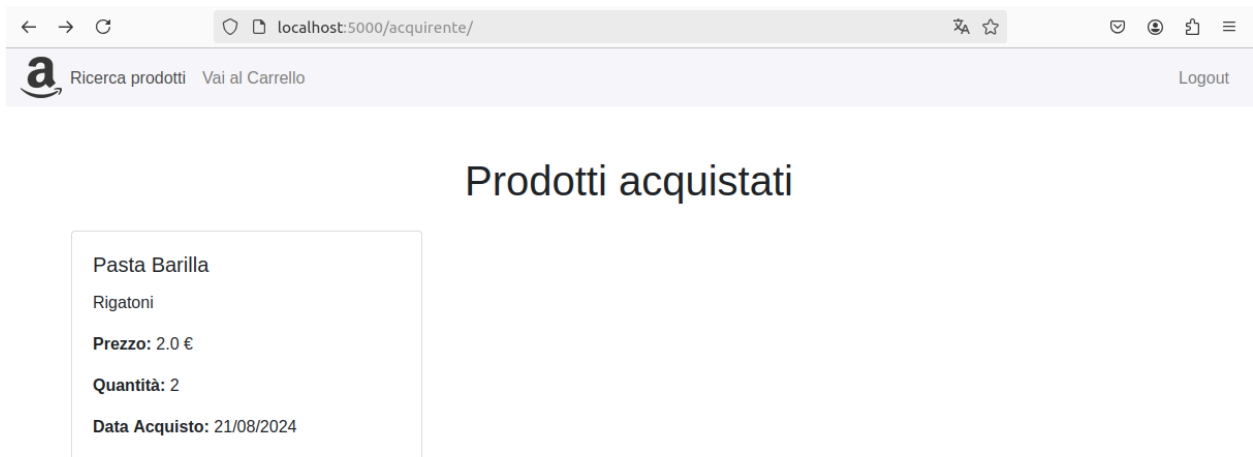 localhost:5000/acquirente/
a Ricerca prodotti Vai al Carrello Logout
Prodotti acquistati
Pasta Barilla
Rigatoni
Prezzo: 2.0 €
Quantità: 2
Data Acquisto: 21/08/2024